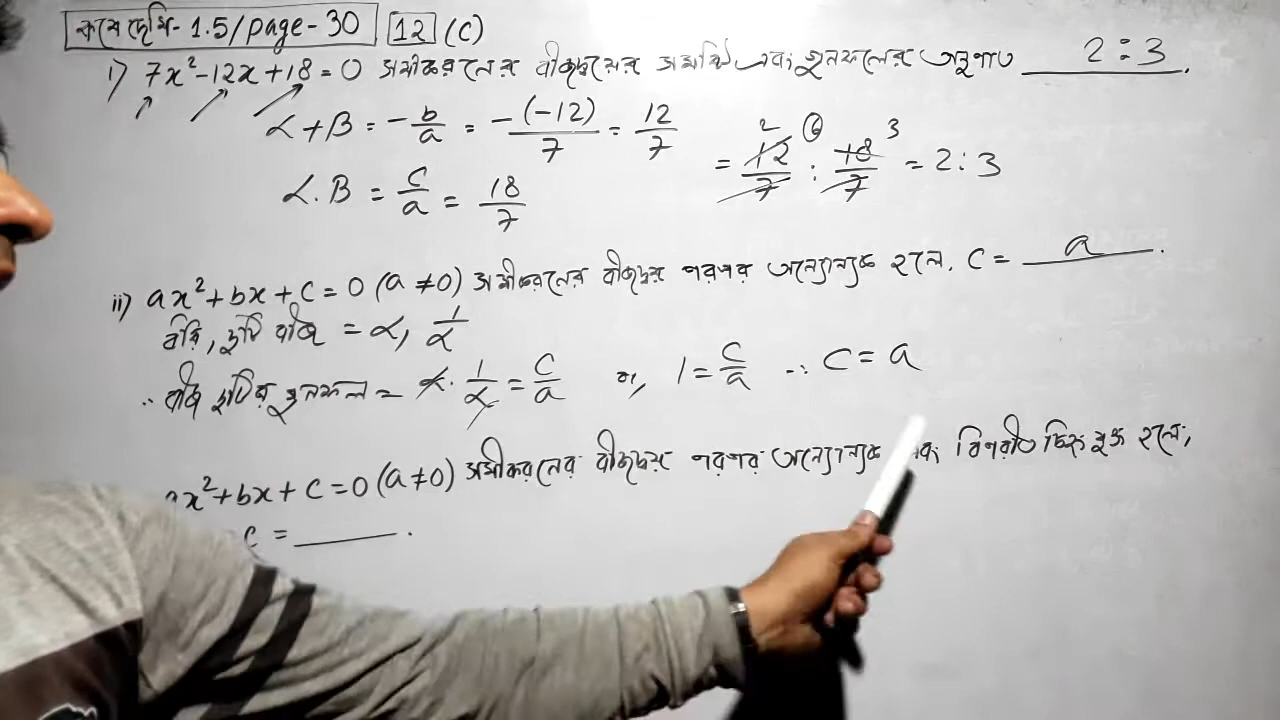 কষে দেখি- 1.5/page- 30 12 (c)
i) 7x²-12x+18=0 সমীকরণের বীজদ্বয়ের সমষ্টি এবং গুণফলের অনুপাত 2:3.
α+β = -b/a = -(-12)/7 = 12/7
= 12/7 : 18/7 = 2:3
2 6 3
α.β = c/a = 18/7
ii) ax²+bx+c=0 (a≠0) সমীকরণের বীজদ্বয় পরস্পর অন্যোন্যক হলে, c = a.
ধরি, দুটি বীজ = α, 1/α
∴ বীজ দুটির গুণফল = α. 1/α = c/a বা, 1 = c/a ∴ c = a
ax²+bx+c=0 (a≠0) সমীকরণের বীজদ্বয় পরস্পর অন্যোন্যক বিপরীত চিহ্ন যুক্ত হলে,
c = ______.